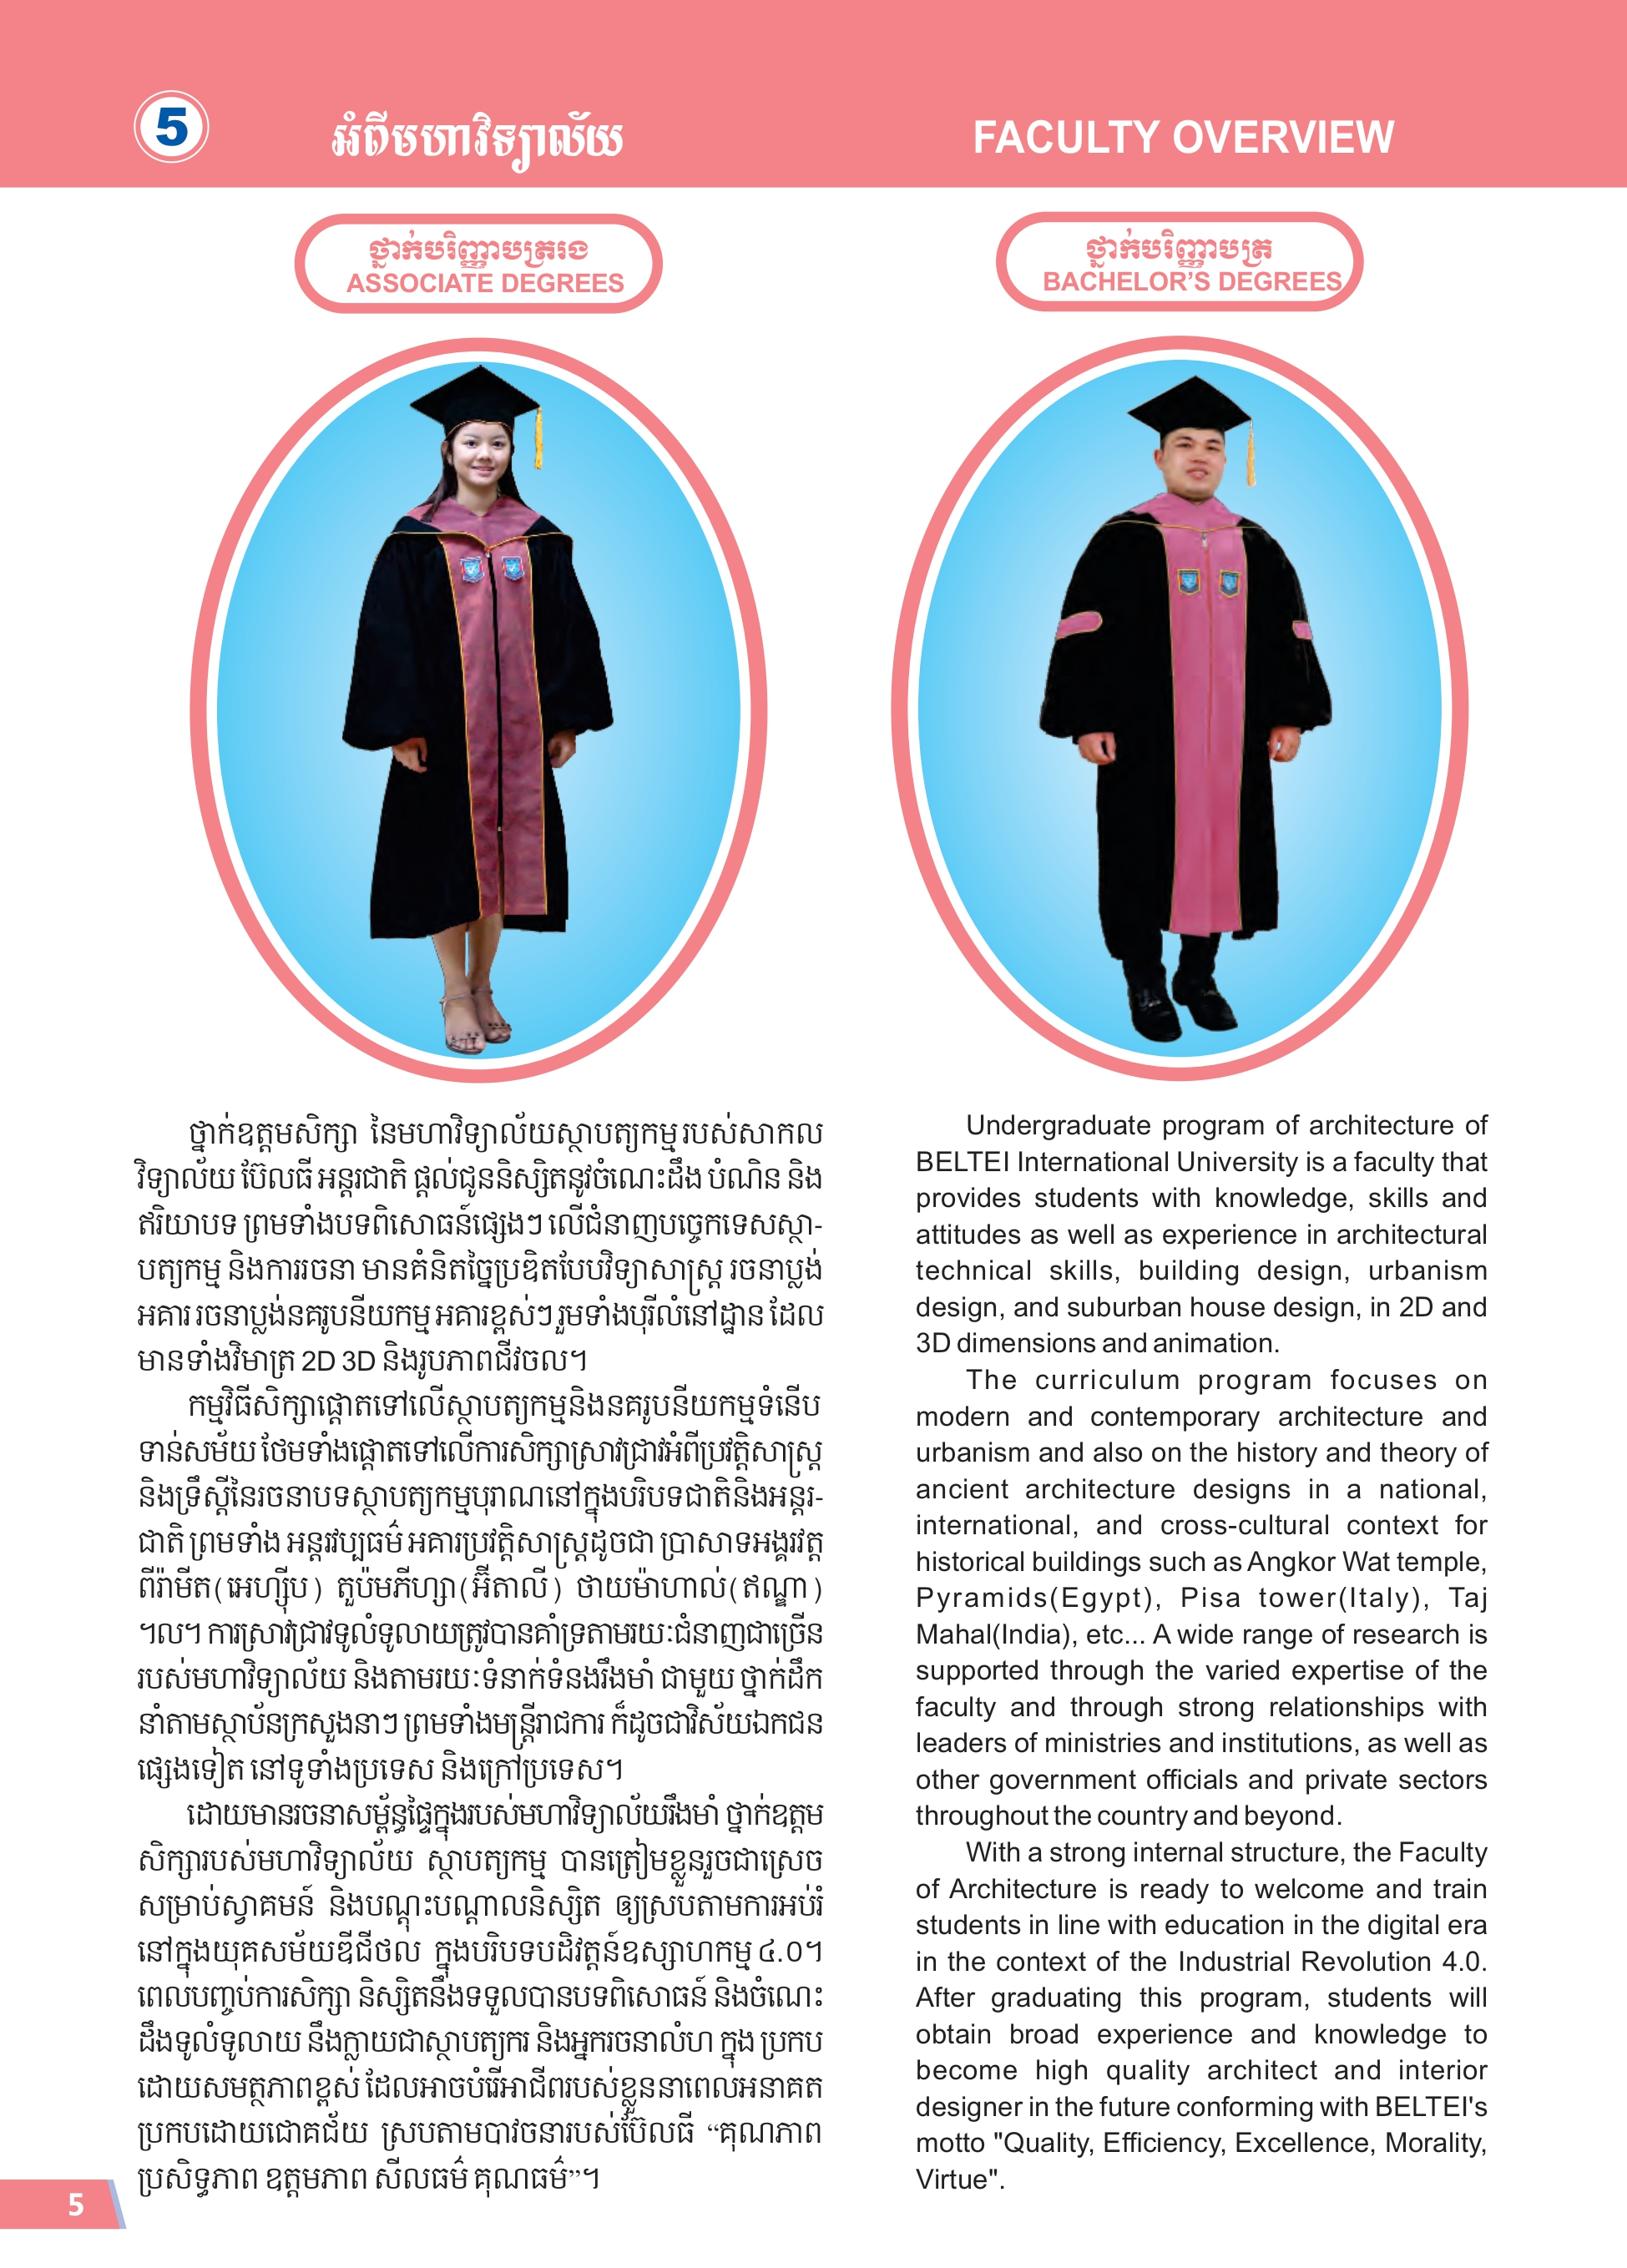 5
អំពីមហាវិទ្យាល័យ
FACULTY OVERVIEW
ថ្នាក់បរិញ្ញាបត្ររង
ASSOCIATE DEGREES
ថ្នាក់បរិញ្ញាបត្រ
BACHELOR’S DEGREES
ថ្នាក់ឧត្តមសិក្សា នៃមហាវិទ្យាល័យស្ថាបត្យកម្មរបស់សាកល
វិទ្យាល័យ ប៊ែលធី អន្តរជាតិ ផ្តល់ជូននិស្សិតនូវចំណេះដឹង បំណិន និង
ឥរិយាបទ ព្រមទាំងបទពិសោធន៍ផ្សេងៗ លើជំនាញបច្ចេកទេសស្ថា-
បត្យកម្ម និងការរចនា មានគំនិតច្នៃប្រឌិតបែបវិទ្យាសាស្ត្រ រចនាប្លង់
អគារ រចនាប្លង់នគរូបនីយកម្ម អគារខ្ពស់ៗ រួមទាំងបុរីលំនៅដ្ឋាន ដែល
មានទាំងវិមាត្រ 2D 3D និងរូបភាពជីវចល។
កម្មវិធីសិក្សាផ្តោតទៅលើស្ថាបត្យកម្មនិងនគរូបនីយកម្មទំនើប
ទាន់សម័យ ថែមទាំងផ្តោតទៅលើការសិក្សាស្រាវជ្រាវអំពីប្រវត្តិសាស្ត្រ
និងទ្រឹស្តីនៃរចនាបទស្ថាបត្យកម្មបុរាណនៅក្នុងបរិបទជាតិនិងអន្តរ-
ជាតិ ព្រមទាំង អន្តរវប្បធម៌ អគារប្រវត្តិសាស្ត្រដូចជា ប្រាសាទអង្គរវត្ត
ពីរ៉ាមីត(អេហ្ស៊ីប) តួប៉មភីហ្សា(អ៊ីតាលី) ថាយម៉ាហាល់(ឥណ្ឌា)
។ល។ ការស្រាវជ្រាវទូលំទូលាយត្រូវបានគាំទ្រតាមរយៈជំនាញជាច្រើន
របស់មហាវិទ្យាល័យ និងតាមរយៈទំនាក់ទំនងរឹងមាំ ជាមួយ ថ្នាក់ដឹក
នាំតាមស្ថាប័នក្រសួងនាៗ ព្រមទាំងមន្ត្រីរាជការ ក៏ដូចជាវិស័យឯកជន
ផ្សេងទៀត នៅទូទាំងប្រទេស និងក្រៅប្រទេស។
ដោយមានរចនាសម្ព័ន្ធផ្ទៃក្នុងរបស់មហាវិទ្យាល័យរឹងមាំ ថ្នាក់ឧត្តម
សិក្សារបស់មហាវិទ្យាល័យ ស្ថាបត្យកម្ម បានត្រៀមខ្លួនរួចជាស្រេច
សម្រាប់ស្វាគមន៍ និងបណ្តុះបណ្តាលនិស្សិត ឲ្យស្របតាមការអប់រំ
នៅក្នុងយុគសម័យឌីជីថល ក្នុងបរិបទបដិវត្តន៍ឧស្សាហកម្ម ៤.០។
ពេលបញ្ចប់ការសិក្សា និស្សិតនឹងទទួលបានបទពិសោធន៍ និងចំណេះ
ដឹងទូលំទូលាយ នឹងក្លាយជាស្ថាបត្យករ និងអ្នករចនាលំហ ក្នុង ប្រកប
ដោយសមត្ថភាពខ្ពស់ ដែលអាចបំរើអាជីពរបស់ខ្លួននាពេលអនាគត
ប្រកបដោយជោគជ័យ ស្របតាមបាវចនារបស់ប៊ែលធី “គុណភាព
ប្រសិទ្ធភាព ឧត្តមភាព សីលធម៌ គុណធម៌”។
Undergraduate program of architecture of
BELTEI International University is a faculty that
provides students with knowledge, skills and
attitudes as well as experience in architectural
technical skills, building design, urbanism
design, and suburban house design, in 2D and
3D dimensions and animation.
The curriculum program focuses on
modern and contemporary architecture and
urbanism and also on the history and theory of
ancient architecture designs in a national,
international, and cross-cultural context for
historical buildings such as Angkor Wat temple,
Pyramids(Egypt), Pisa tower(Italy), Taj
Mahal(India), etc... A wide range of research is
supported through the varied expertise of the
faculty and through strong relationships with
leaders of ministries and institutions, as well as
other government officials and private sectors
throughout the country and beyond.
With a strong internal structure, the Faculty
of Architecture is ready to welcome and train
students in line with education in the digital era
in the context of the Industrial Revolution 4.0.
After graduating this program, students will
obtain broad experience and knowledge to
become high quality architect and interior
designer in the future conforming with BELTEI's
motto "Quality, Efficiency, Excellence, Morality,
Virtue".
5